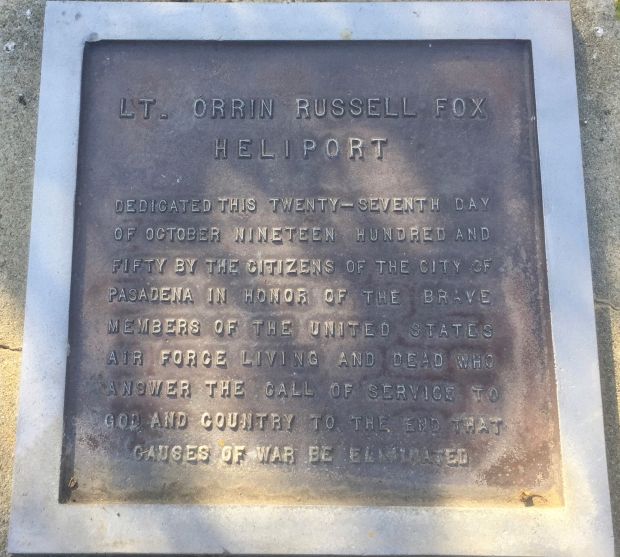 LT. ORRIN RUSSELL FOX
HELIPORT
DEDICATED THIS TWENTY-SEVENTH DAY
OF OCTOBER NINETEEN HUNDRED AND
FIFTY BY THE CITIZENS OF THE CITY OF
PASADENA IN HONOR OF THE BRAVE
MEMBERS OF THE UNITED STATES
AIR FORCE LIVING AND DEAD WHO
ANSWER THE CALL OF SERVICE TO
GOD AND COUNTRY TO THE END THAT
CAUSES OF WAR BE ELIMINATED